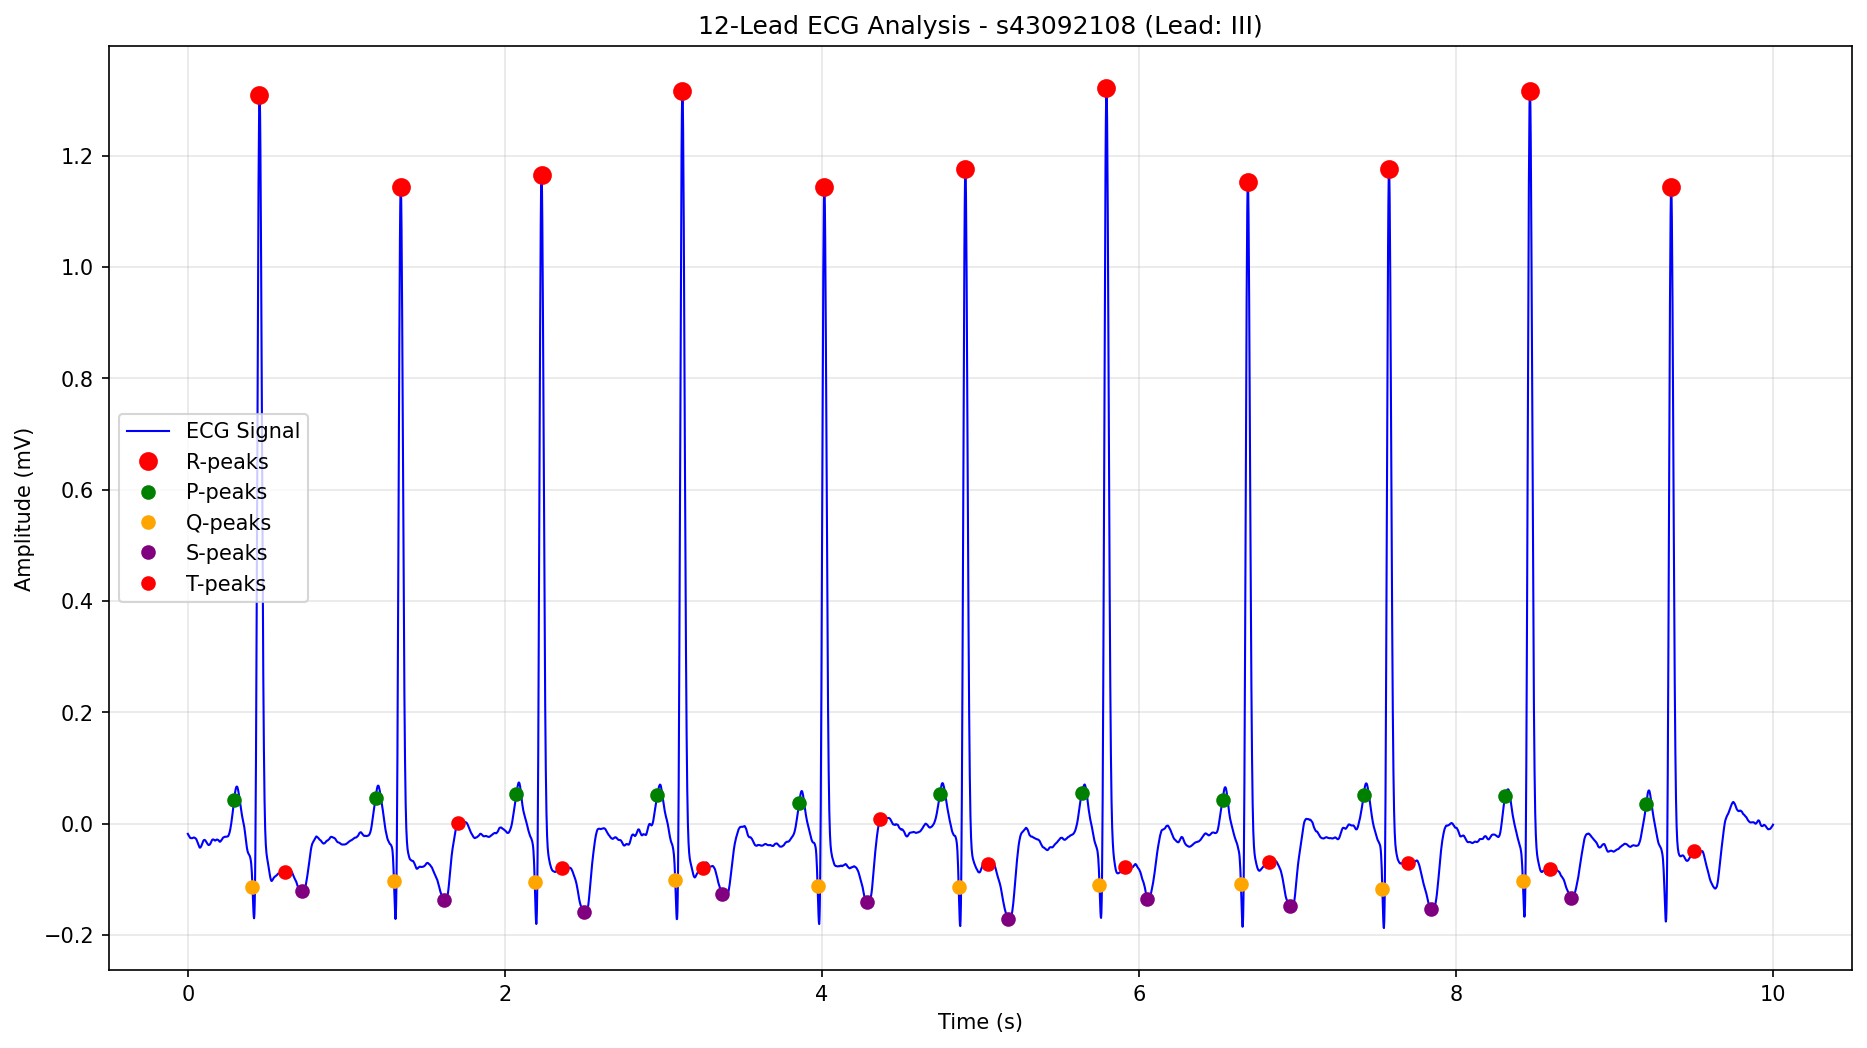 12-Lead ECG Analysis - s43092108 (Lead: III)
Amplitude (mV)
1.2
1.0
0.8
0.6
0.4
0.2
0.0
−0.2
ECG Signal
R-peaks
P-peaks
Q-peaks
S-peaks
T-peaks
0 2 4 6 8 10
Time (s)